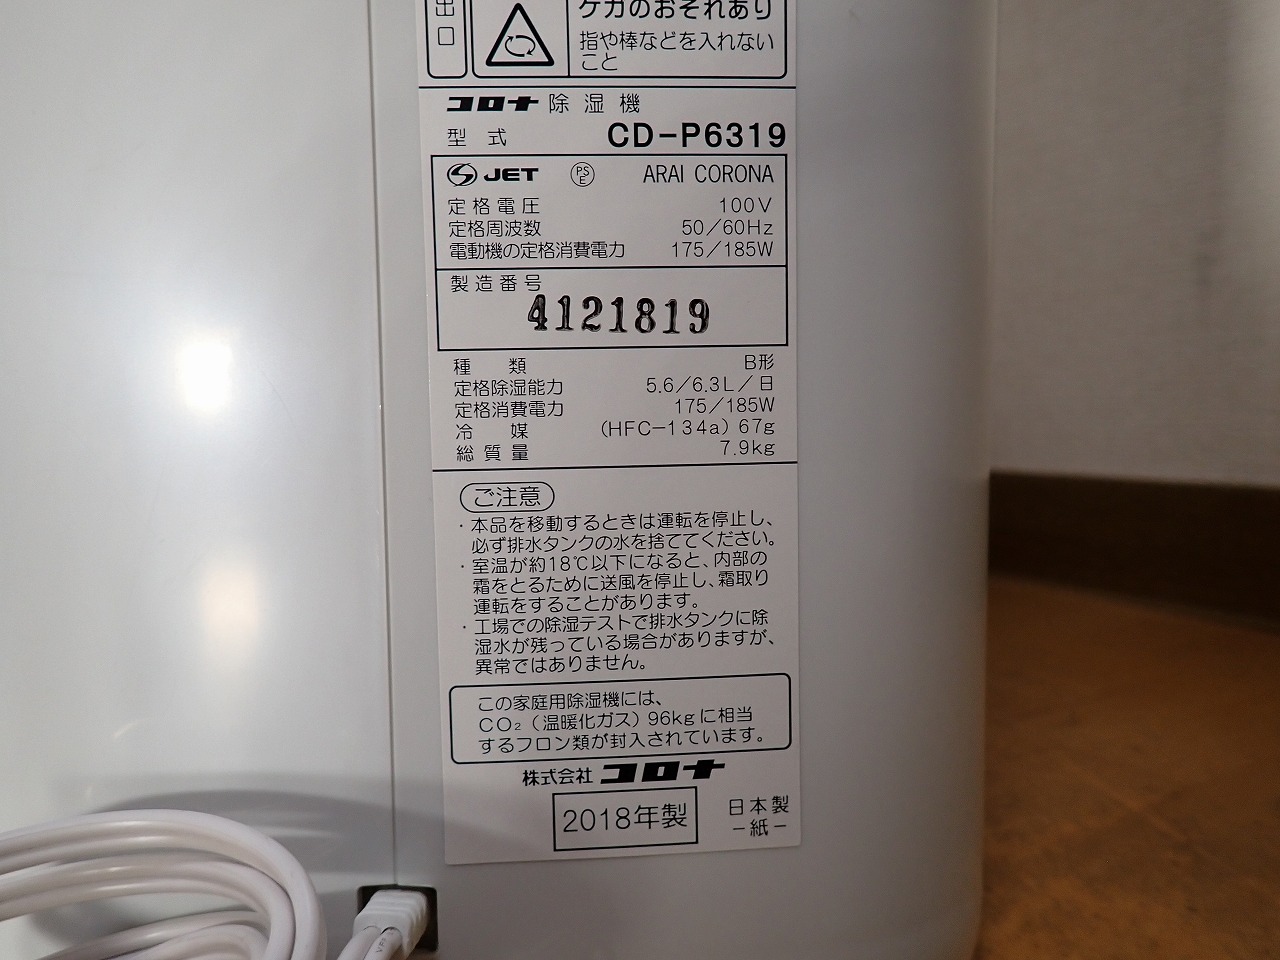 出口
ケガのおそれあり
指や棒などを入れない
こと
コロナ 除湿機
型式 CD-P6319
JET PSE ARAI CORONA
定格電圧 100V
定格周波数 50/60Hz
電動機の定格消費電力 175/185W
製造番号
4121819
種類 B形
定格除湿能力 5.6/6.3L/日
定格消費電力 175/185W
冷媒 (HFC-134a) 67g
総質量 7.9kg
ご注意
・本品を移動するときは運転を停止し、
必ず排水タンクの水を捨ててください。
・室温が約18℃以下になると、内部の
霜をとるために送風を停止し、霜取り
運転をすることがあります。
・工場での除湿テストで排水タンクに除
湿水が残っている場合がありますが、
異常ではありません。
この家庭用除湿機には、
CO₂(温暖化ガス)96kgに相当
するフロン類が封入されています。
株式会社 コロナ
2018年製
日本製
-紙-